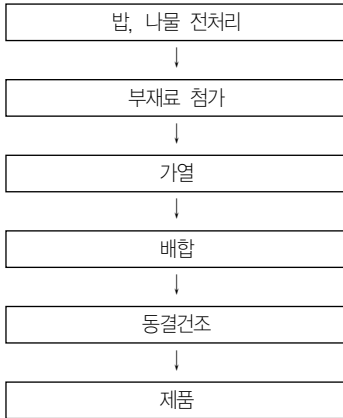 밥, 나물 전처리
↓
부재료 첨가
↓
가열
↓
배합
↓
동결건조
↓
제품